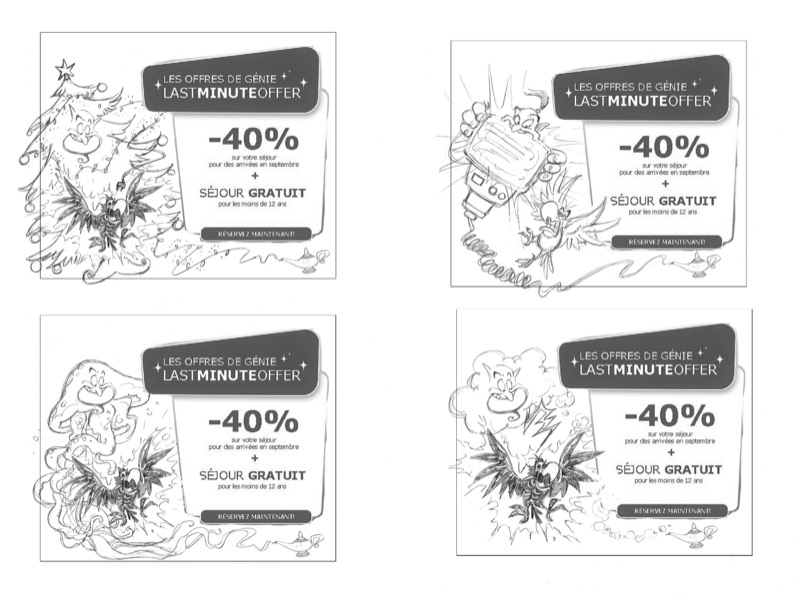 LES OFFRES DE GÉNIE
LASTMINUTEOFFER
-40%
sur votre séjour
pour des arrivées en septembre
+
SÉJOUR GRATUIT
pour les moins de 12 ans
RÉSERVEZ MAINTENANT!
LES OFFRES DE GÉNIE
LASTMINUTEOFFER
-40%
sur votre séjour
pour des arrivées en septembre
+
SÉJOUR GRATUIT
pour les moins de 12 ans
RÉSERVEZ MAINTENANT!
LES OFFRES DE GÉNIE
LASTMINUTEOFFER
-40%
sur votre séjour
pour des arrivées en septembre
+
SÉJOUR GRATUIT
pour les moins de 12 ans
RÉSERVEZ MAINTENANT!
LES OFFRES DE GÉNIE
LASTMINUTEOFFER
-40%
sur votre séjour
pour des arrivées en septembre
+
SÉJOUR GRATUIT
pour les moins de 12 ans
RÉSERVEZ MAINTENANT!